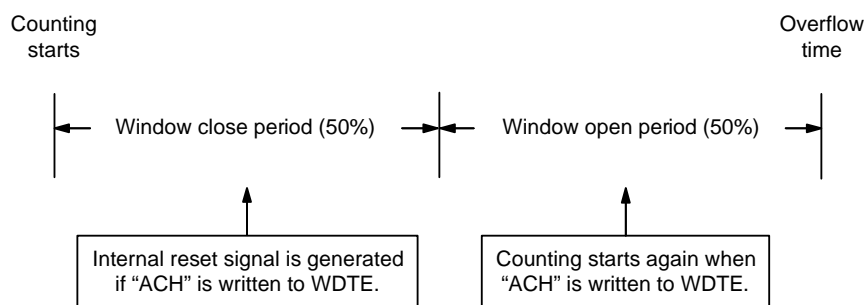 Counting
starts
Overflow
time
Window close period (50%)
Window open period (50%)
Internal reset signal is generated
if “ACH” is written to WDTE.
Counting starts again when
“ACH” is written to WDTE.